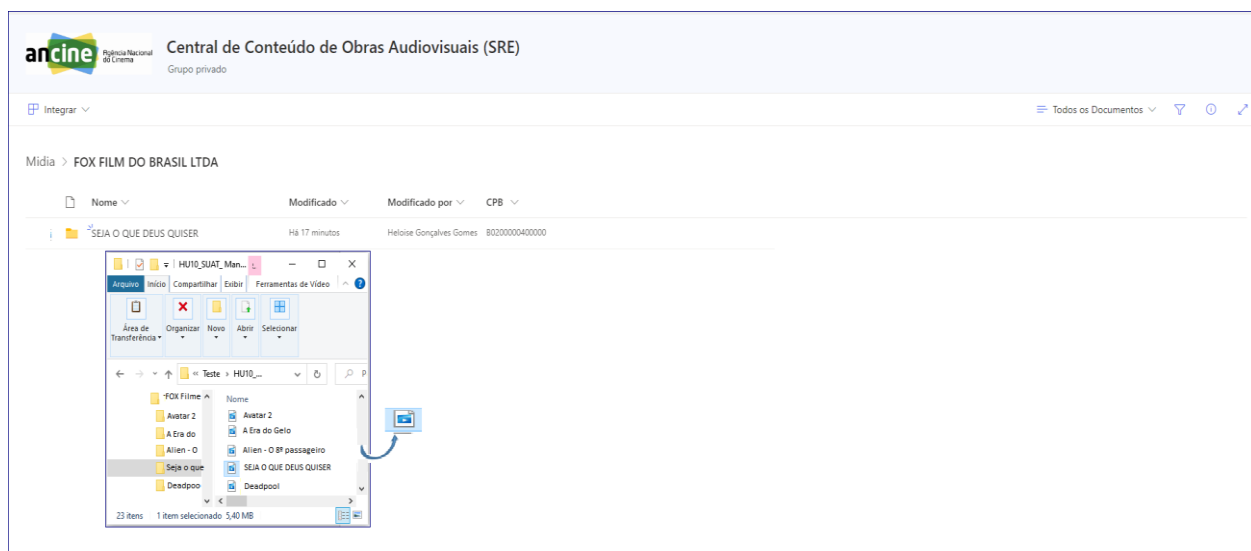 ancine Agência Nacional do Cinema
Central de Conteúdo de Obras Audiovisuais (SRE)
Grupo privado
Integrar
Todos os Documentos
Midia > FOX FILM DO BRASIL LTDA
Nome Modificado Modificado por CPB
SEJA O QUE DEUS QUISER Há 17 minutos Heloise Gonçalves Gomes B0200000400000
HU10_SUAT_ Man...
Arquivo Início Compartilhar Exibir Ferramentas de Vídeo
Área de Transferência Organizar Novo Abrir Selecionar
« Teste > HU10_... P
FOX Filme Nome
Avatar 2 Avatar 2
A Era do A Era do Gelo
Alien - O Alien - O 8º passageiro
Seja o que SEJA O QUE DEUS QUISER
Deadpoo Deadpool
23 itens 1 item selecionado 5,40 MB